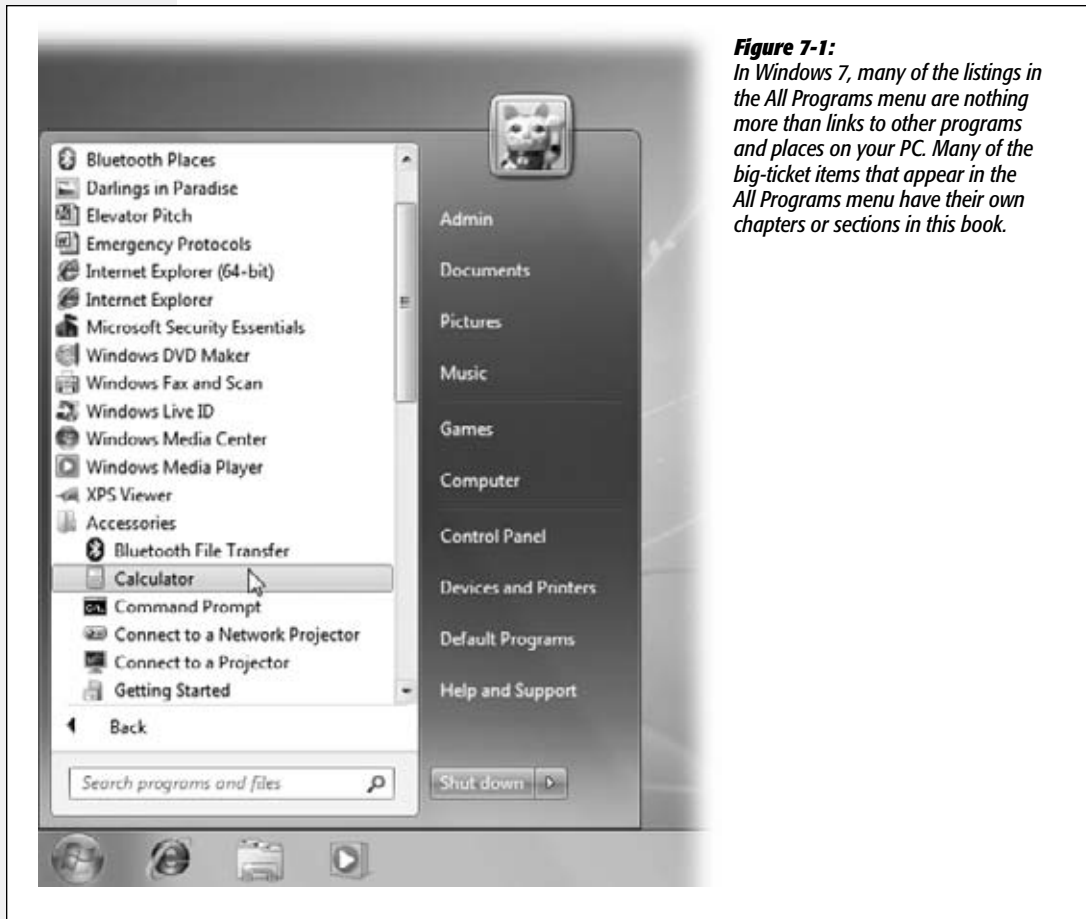 Figure 7-1:
In Windows 7, many of the listings in
the All Programs menu are nothing
more than links to other programs
and places on your PC. Many of the
big-ticket items that appear in the
All Programs menu have their own
chapters or sections in this book.
Bluetooth Places
Darlings in Paradise
Elevator Pitch
Emergency Protocols
Internet Explorer (64-bit)
Internet Explorer
Microsoft Security Essentials
Windows DVD Maker
Windows Fax and Scan
Windows Live ID
Windows Media Center
Windows Media Player
XPS Viewer
Accessories
Bluetooth File Transfer
Calculator
Command Prompt
Connect to a Network Projector
Connect to a Projector
Getting Started
Back
Search programs and files
Admin
Documents
Pictures
Music
Games
Computer
Control Panel
Devices and Printers
Default Programs
Help and Support
Shut down